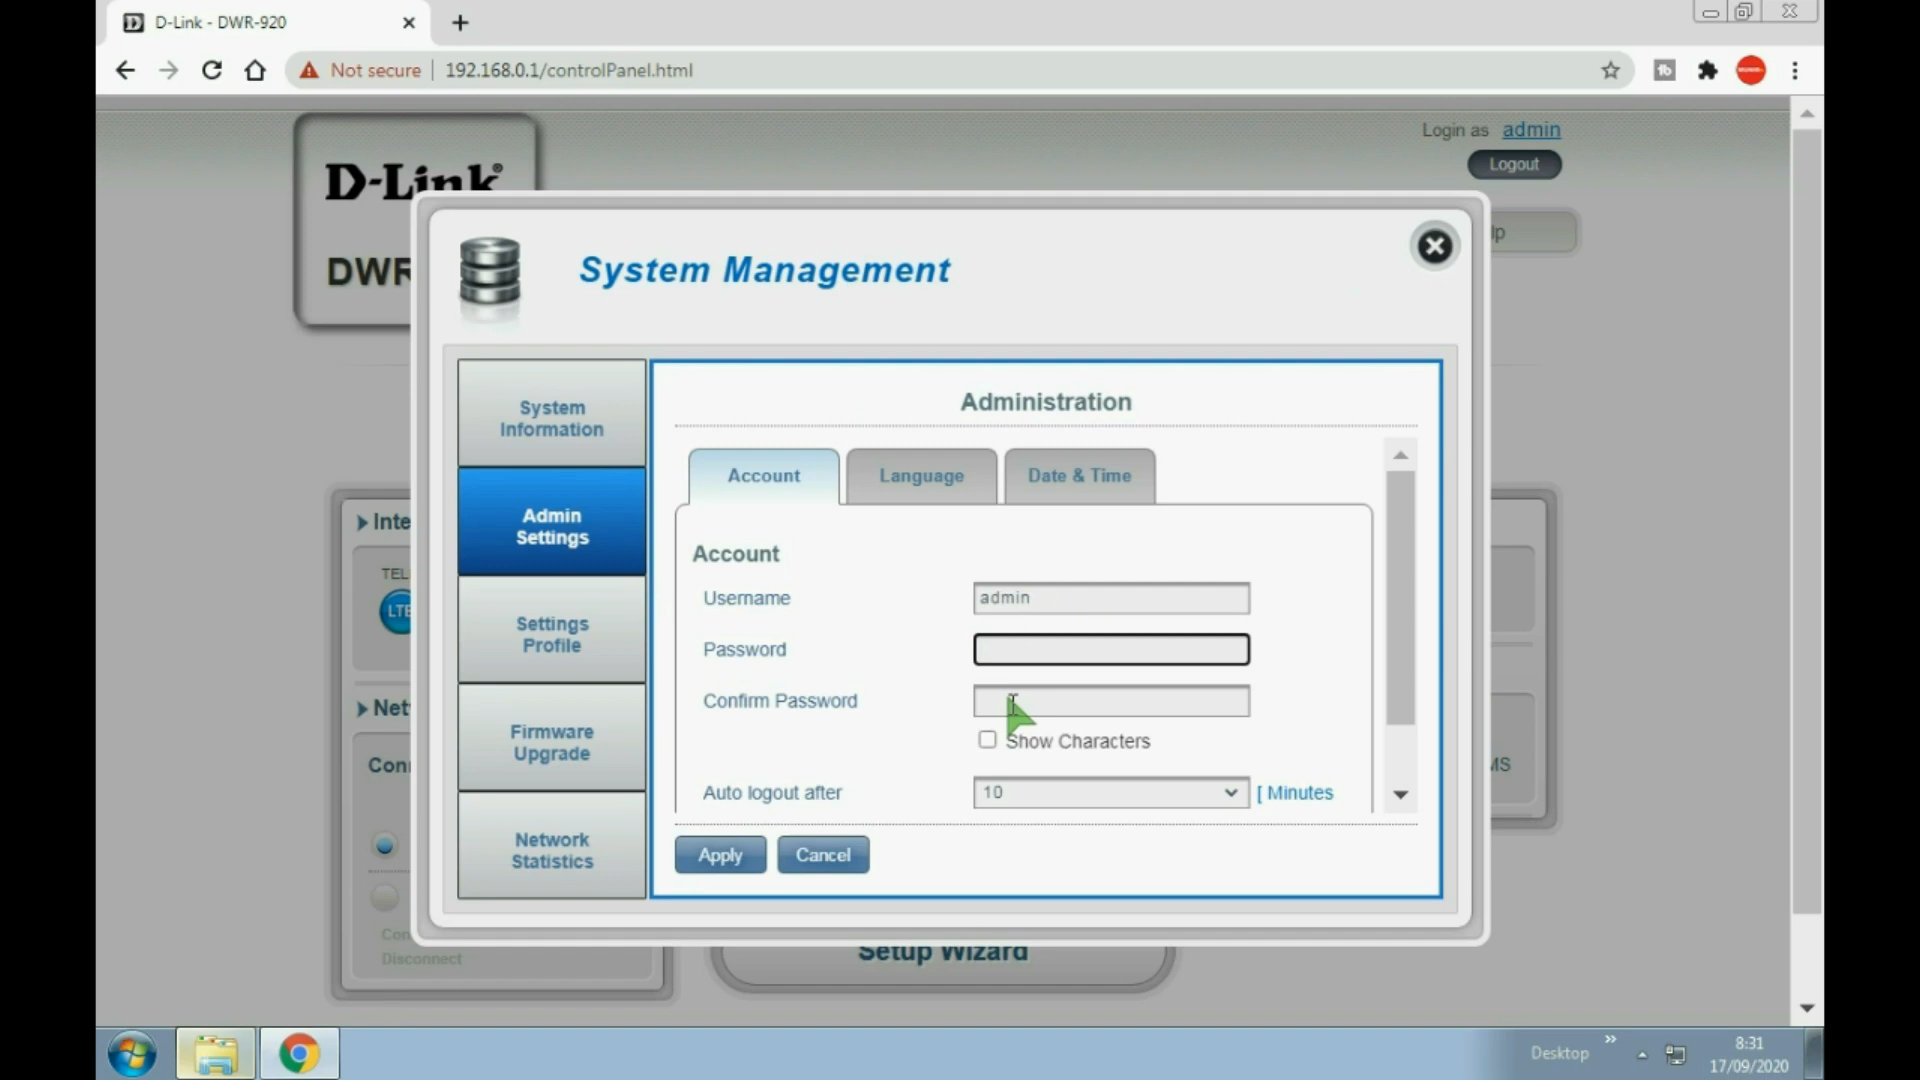 D-Link - DWR-920
Not secure
192.168.0.1/controlPanel.html
Login as admin
Logout
D-Link®
DWR
lp
System Management
System
Information
Admin
Settings
Settings
Profile
Firmware
Upgrade
Network
Statistics
Administration
Account
Language
Date & Time
Account
Username
admin
Password
Confirm Password
Show Characters
Auto logout after
10
[ Minutes
Apply
Cancel
Inte
TEL
LTE
Net
Conn
Con
Disconnect
MS
Setup Wizard
Desktop
8:31
17/09/2020